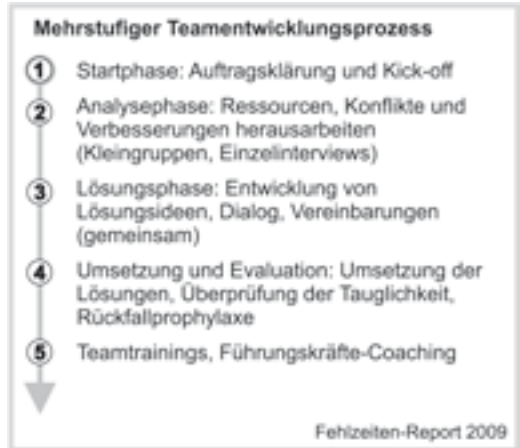 Mehrstufiger Teamentwicklungsprozess
1 Startphase: Auftragsklärung und Kick-off
2 Analysephase: Ressourcen, Konflikte und
Verbesserungen herausarbeiten
(Kleingruppen, Einzelinterviews)
3 Lösungsphase: Entwicklung von
Lösungsideen, Dialog, Vereinbarungen
(gemeinsam)
4 Umsetzung und Evaluation: Umsetzung der
Lösungen, Überprüfung der Tauglichkeit,
Rückfallprophylaxe
5 Teamtrainings, Führungskräfte-Coaching
Fehlzeiten-Report 2009